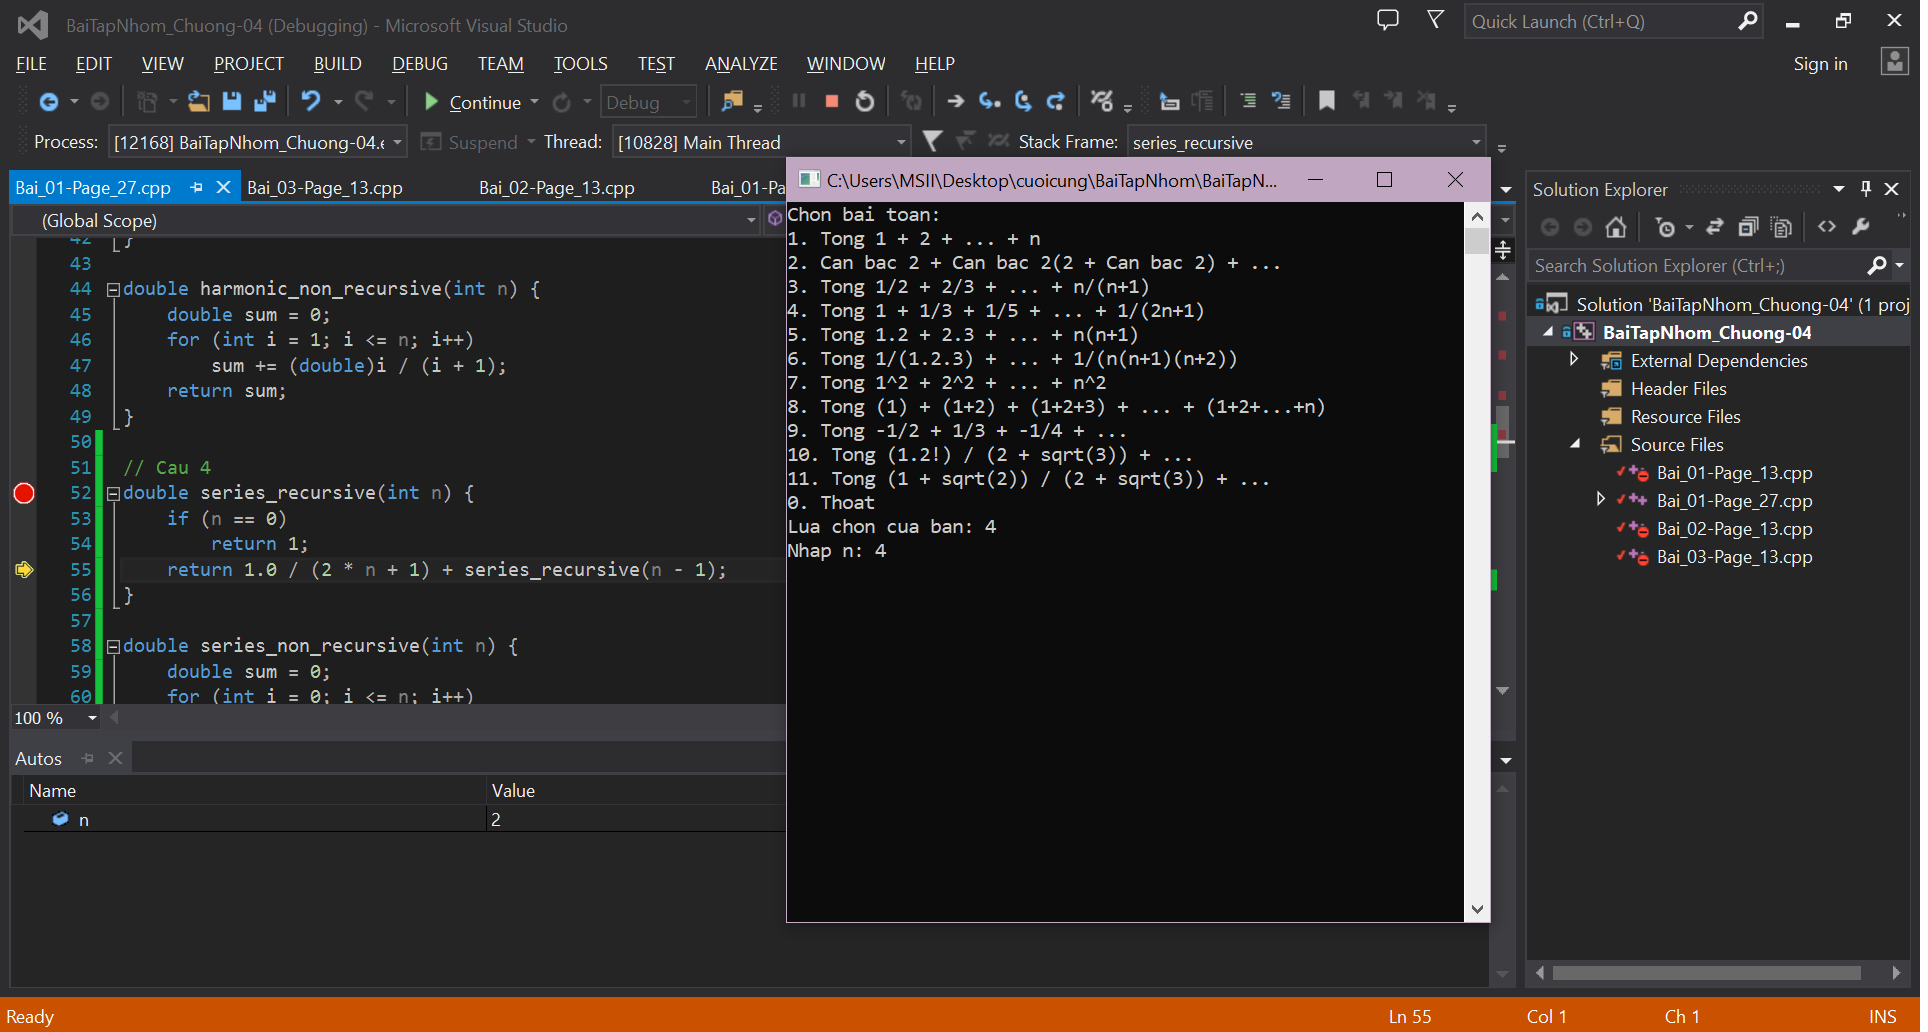 BaiTapNhom_Chuong-04 (Debugging) - Microsoft Visual Studio
Quick Launch (Ctrl+Q)
FILE EDIT VIEW PROJECT BUILD DEBUG TEAM TOOLS TEST ANALYZE WINDOW HELP
Sign in
Continue
Debug
Process: [12168] BaiTapNhom_Chuong-04.e
Suspend
Thread: [10828] Main Thread
Stack Frame: series_recursive
Bai_01-Page_27.cpp
Bai_03-Page_13.cpp
Bai_02-Page_13.cpp
Bai_01-Pa
(Global Scope)
42 }
43
44 double harmonic_non_recursive(int n) {
45 double sum = 0;
46 for (int i = 1; i <= n; i++)
47 sum += (double)i / (i + 1);
48 return sum;
49 }
50
51 // Cau 4
52 double series_recursive(int n) {
53 if (n == 0)
54 return 1;
55 return 1.0 / (2 * n + 1) + series_recursive(n - 1);
56 }
57
58 double series_non_recursive(int n) {
59 double sum = 0;
60 for (int i = 0; i <= n; i++)
100 %
Autos
Name Value
n 2
C:\Users\MSII\Desktop\cuoicung\BaiTapNhom\BaiTapN...
Chon bai toan:
1. Tong 1 + 2 + ... + n
2. Can bac 2 + Can bac 2(2 + Can bac 2) + ...
3. Tong 1/2 + 2/3 + ... + n/(n+1)
4. Tong 1 + 1/3 + 1/5 + ... + 1/(2n+1)
5. Tong 1.2 + 2.3 + ... + n(n+1)
6. Tong 1/(1.2.3) + ... + 1/(n(n+1)(n+2))
7. Tong 1^2 + 2^2 + ... + n^2
8. Tong (1) + (1+2) + (1+2+3) + ... + (1+2+...+n)
9. Tong -1/2 + 1/3 + -1/4 + ...
10. Tong (1.2!) / (2 + sqrt(3)) + ...
11. Tong (1 + sqrt(2)) / (2 + sqrt(3)) + ...
0. Thoat
Lua chon cua ban: 4
Nhap n: 4
Solution Explorer
Search Solution Explorer (Ctrl+;)
Solution 'BaiTapNhom_Chuong-04' (1 proj
BaiTapNhom_Chuong-04
External Dependencies
Header Files
Resource Files
Source Files
Bai_01-Page_13.cpp
Bai_01-Page_27.cpp
Bai_02-Page_13.cpp
Bai_03-Page_13.cpp
Ready
Ln 55 Col 1 Ch 1 INS